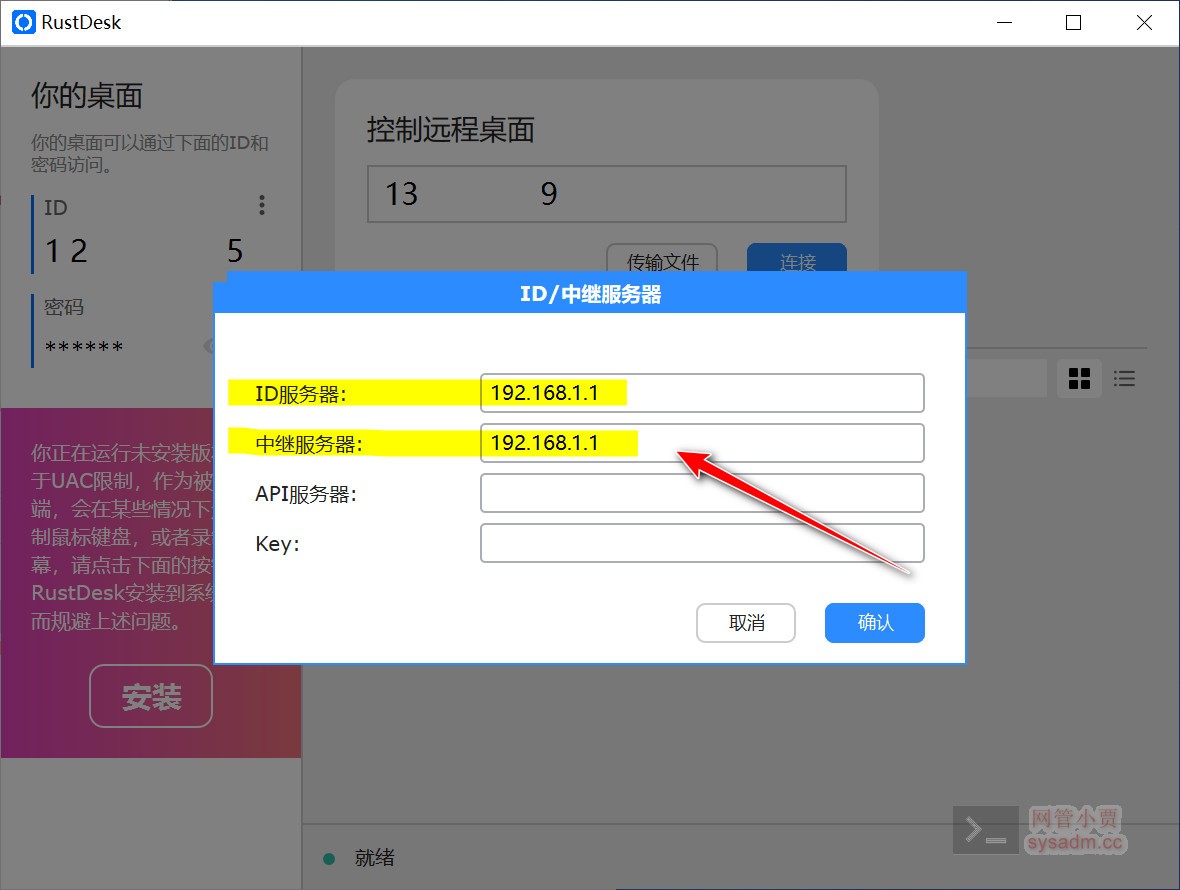 RustDesk
你的桌面
你的桌面可以通过下面的ID和
密码访问。
ID
1 2 5
密码
******
你正在运行未安装版
于UAC限制，作为被
端，会在某些情况下
制鼠标键盘，或者录
幕，请点击下面的按
RustDesk安装到系
而规避上述问题。
安装
控制远程桌面
13 9
传输文件
连接
ID/中继服务器
ID服务器: 192.168.1.1
中继服务器: 192.168.1.1
API服务器:
Key:
取消
确认
就绪
网管小贾
sysadm.cc